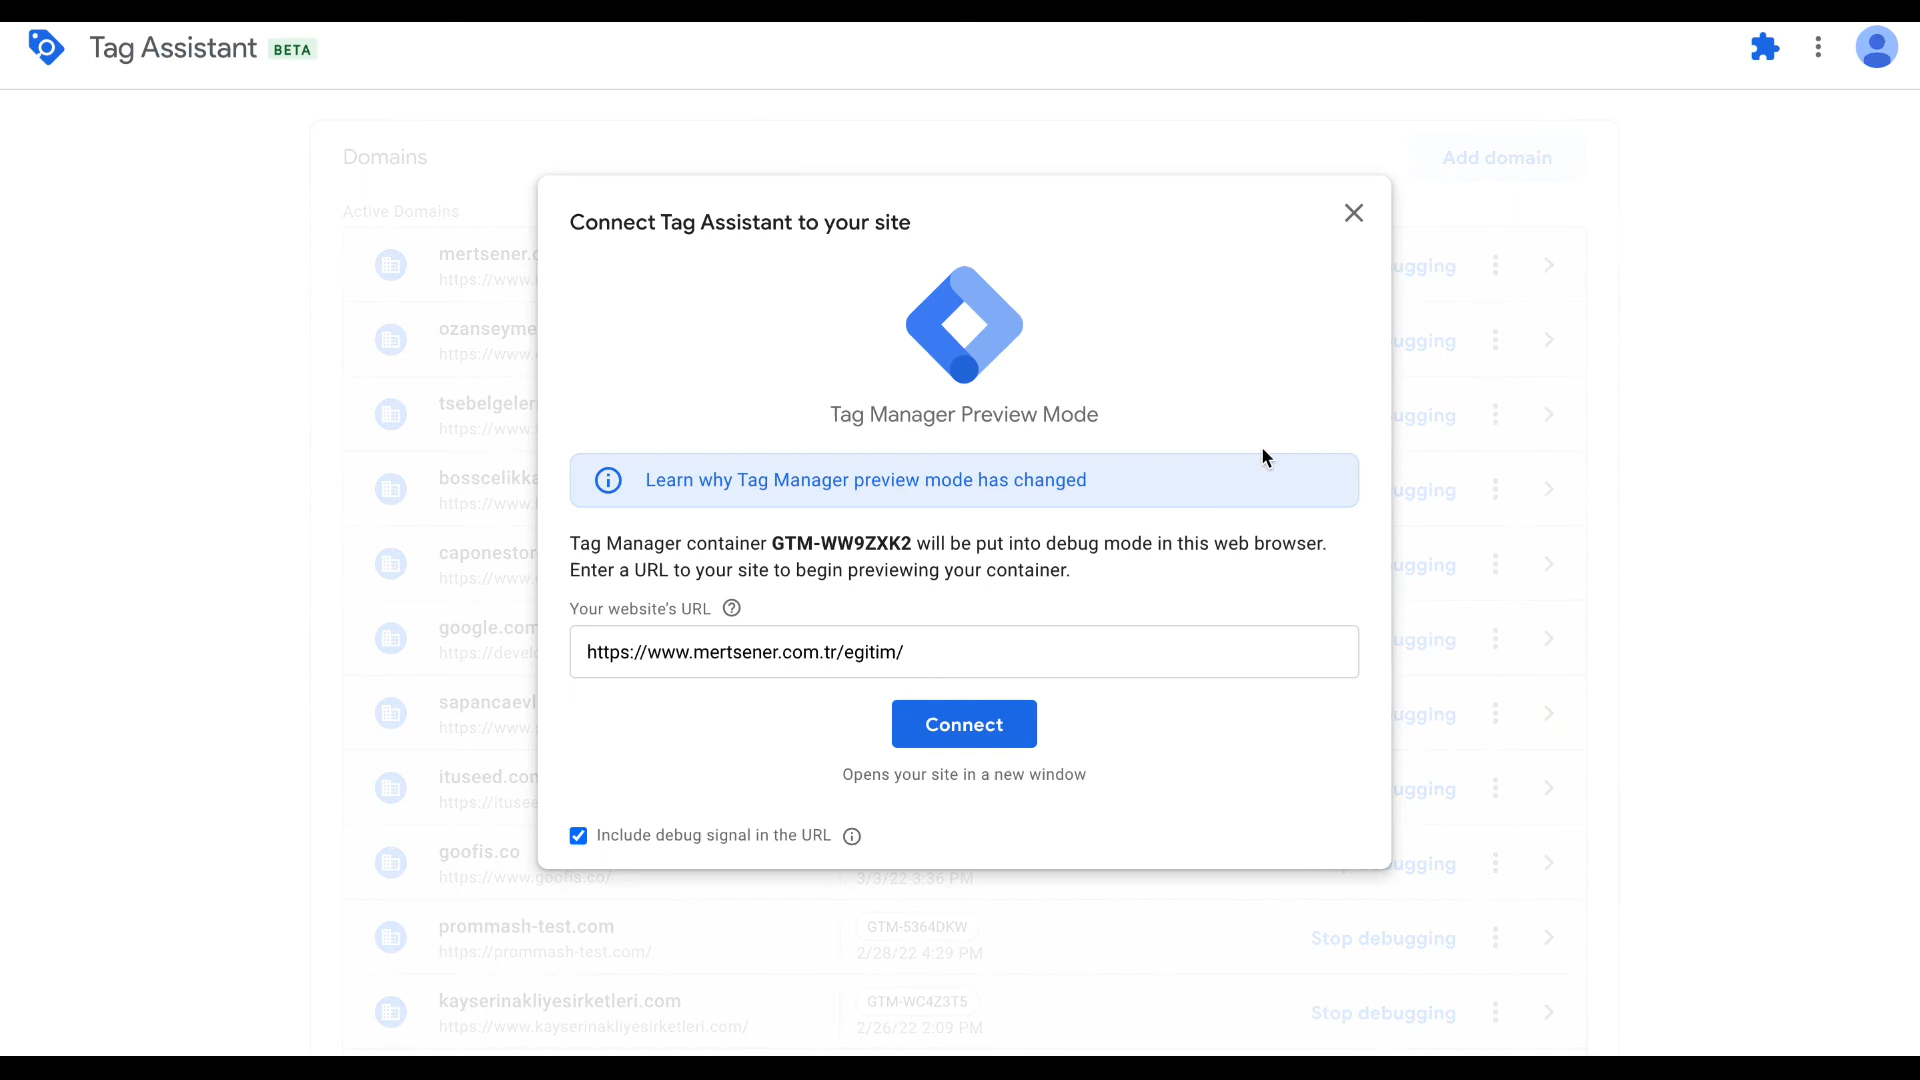 Tag Assistant BETA
Domains
Add domain
Active Domains
Connect Tag Assistant to your site
Tag Manager Preview Mode
Learn why Tag Manager preview mode has changed
Tag Manager container GTM-WW9ZXK2 will be put into debug mode in this web browser.
Enter a URL to your site to begin previewing your container.
Your website's URL
https://www.mertsener.com.tr/egitim/
Connect
Opens your site in a new window
Include debug signal in the URL
goofis.co
https://www.goofis.co/
3/3/22 3:36 PM
prommash-test.com
https://prommash-test.com/
GTM-5364DKW
2/28/22 4:29 PM
Stop debugging
kayserinakliyesirketleri.com
https://www.kayserinakliyesirketleri.com/
GTM-WC4Z3T5
2/26/22 2:09 PM
Stop debugging